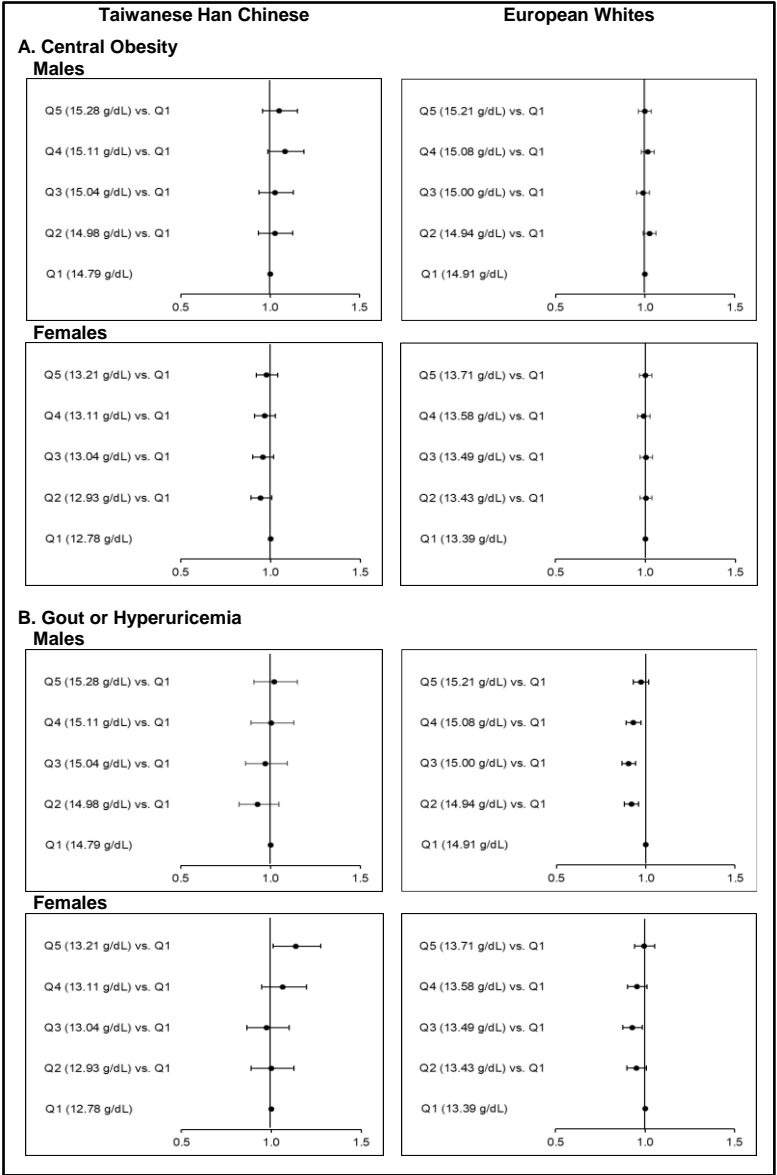 Taiwanese Han Chinese European Whites
A. Central Obesity
Males
Q5 (15.28 g/dL) vs. Q1
Q4 (15.11 g/dL) vs. Q1
Q3 (15.04 g/dL) vs. Q1
Q2 (14.98 g/dL) vs. Q1
Q1 (14.79 g/dL)
0.5 1.0 1.5
Q5 (15.21 g/dL) vs. Q1
Q4 (15.08 g/dL) vs. Q1
Q3 (15.00 g/dL) vs. Q1
Q2 (14.94 g/dL) vs. Q1
Q1 (14.91 g/dL)
0.5 1.0 1.5
Females
Q5 (13.21 g/dL) vs. Q1
Q4 (13.11 g/dL) vs. Q1
Q3 (13.04 g/dL) vs. Q1
Q2 (12.93 g/dL) vs. Q1
Q1 (12.78 g/dL)
0.5 1.0 1.5
Q5 (13.71 g/dL) vs. Q1
Q4 (13.58 g/dL) vs. Q1
Q3 (13.49 g/dL) vs. Q1
Q2 (13.43 g/dL) vs. Q1
Q1 (13.39 g/dL)
0.5 1.0 1.5
B. Gout or Hyperuricemia
Males
Q5 (15.28 g/dL) vs. Q1
Q4 (15.11 g/dL) vs. Q1
Q3 (15.04 g/dL) vs. Q1
Q2 (14.98 g/dL) vs. Q1
Q1 (14.79 g/dL)
0.5 1.0 1.5
Q5 (15.21 g/dL) vs. Q1
Q4 (15.08 g/dL) vs. Q1
Q3 (15.00 g/dL) vs. Q1
Q2 (14.94 g/dL) vs. Q1
Q1 (14.91 g/dL)
0.5 1.0 1.5
Females
Q5 (13.21 g/dL) vs. Q1
Q4 (13.11 g/dL) vs. Q1
Q3 (13.04 g/dL) vs. Q1
Q2 (12.93 g/dL) vs. Q1
Q1 (12.78 g/dL)
0.5 1.0 1.5
Q5 (13.71 g/dL) vs. Q1
Q4 (13.58 g/dL) vs. Q1
Q3 (13.49 g/dL) vs. Q1
Q2 (13.43 g/dL) vs. Q1
Q1 (13.39 g/dL)
0.5 1.0 1.5